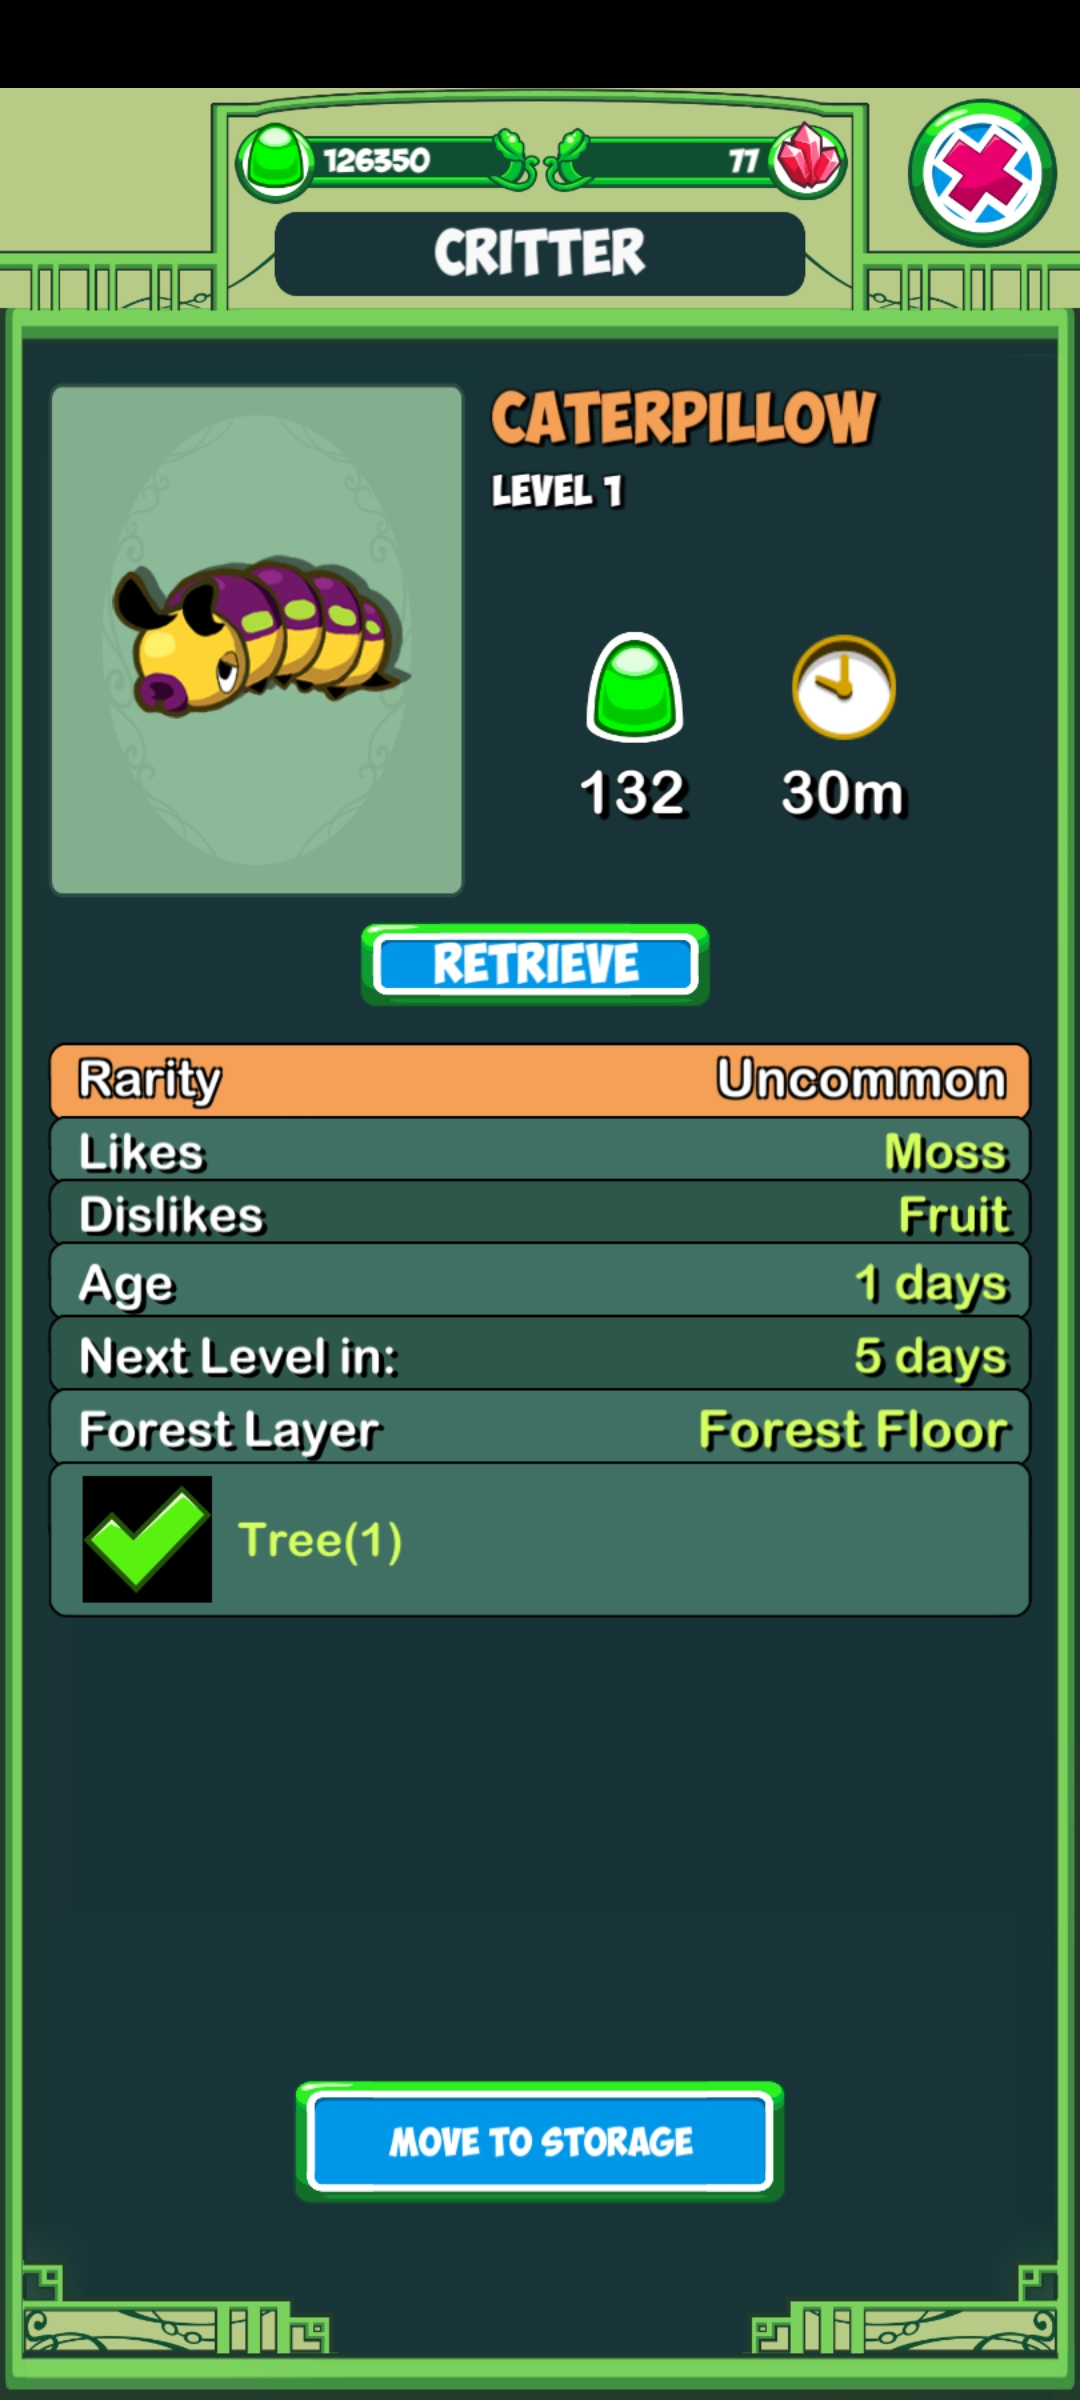 126350 77
CRITTER
CATERPILLOW
LEVEL 1
132 30m
RETRIEVE
Rarity Uncommon
Likes Moss
Dislikes Fruit
Age 1 days
Next Level in: 5 days
Forest Layer Forest Floor
Tree(1)
MOVE TO STORAGE